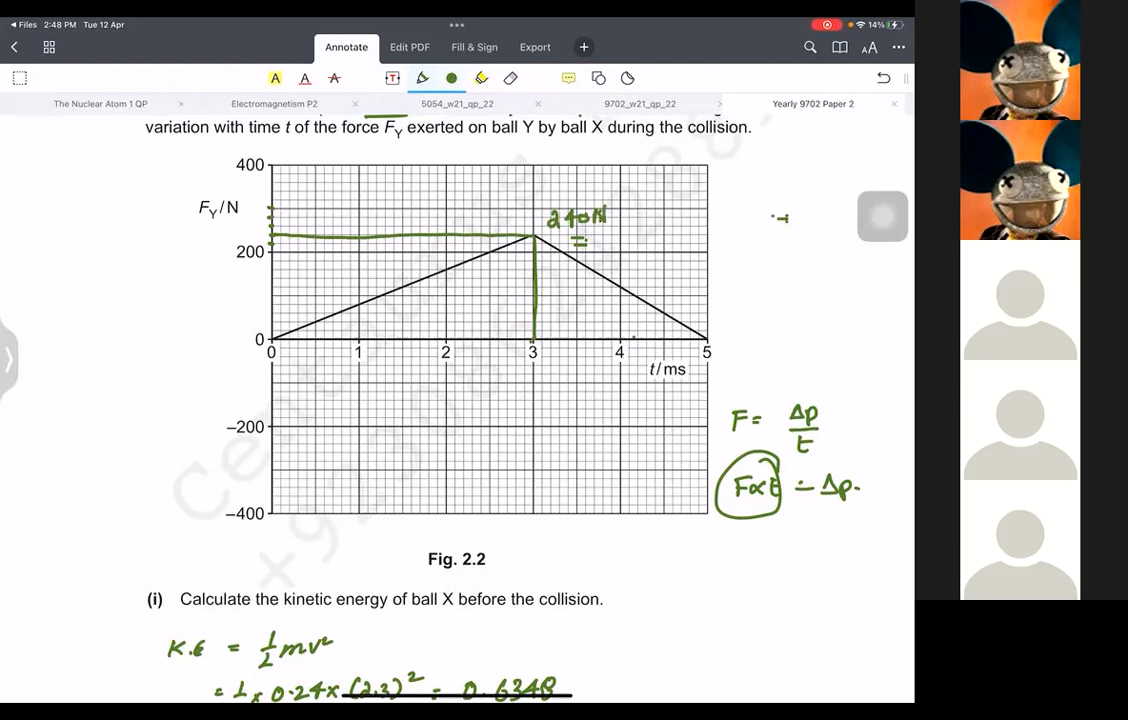 Files 2:48 PM Tue 12 Apr
14%
Annotate Edit PDF Fill & Sign Export
The Nuclear Atom 1 QP Electromagnetism P2 5054_w21_qp_22 9702_w21_qp_22 Yearly 9702 Paper 2
variation with time t of the force FY exerted on ball Y by ball X during the collision.
400
FY/N
240N
200
0
0 1 2 3 4 5
t/ms
–200
–400
F = Δp/t
F×t = Δp.
Fig. 2.2
(i) Calculate the kinetic energy of ball X before the collision.
K.E = 1/2 mv²
= 1 × 0.24 × (2.3)² = 0.6348